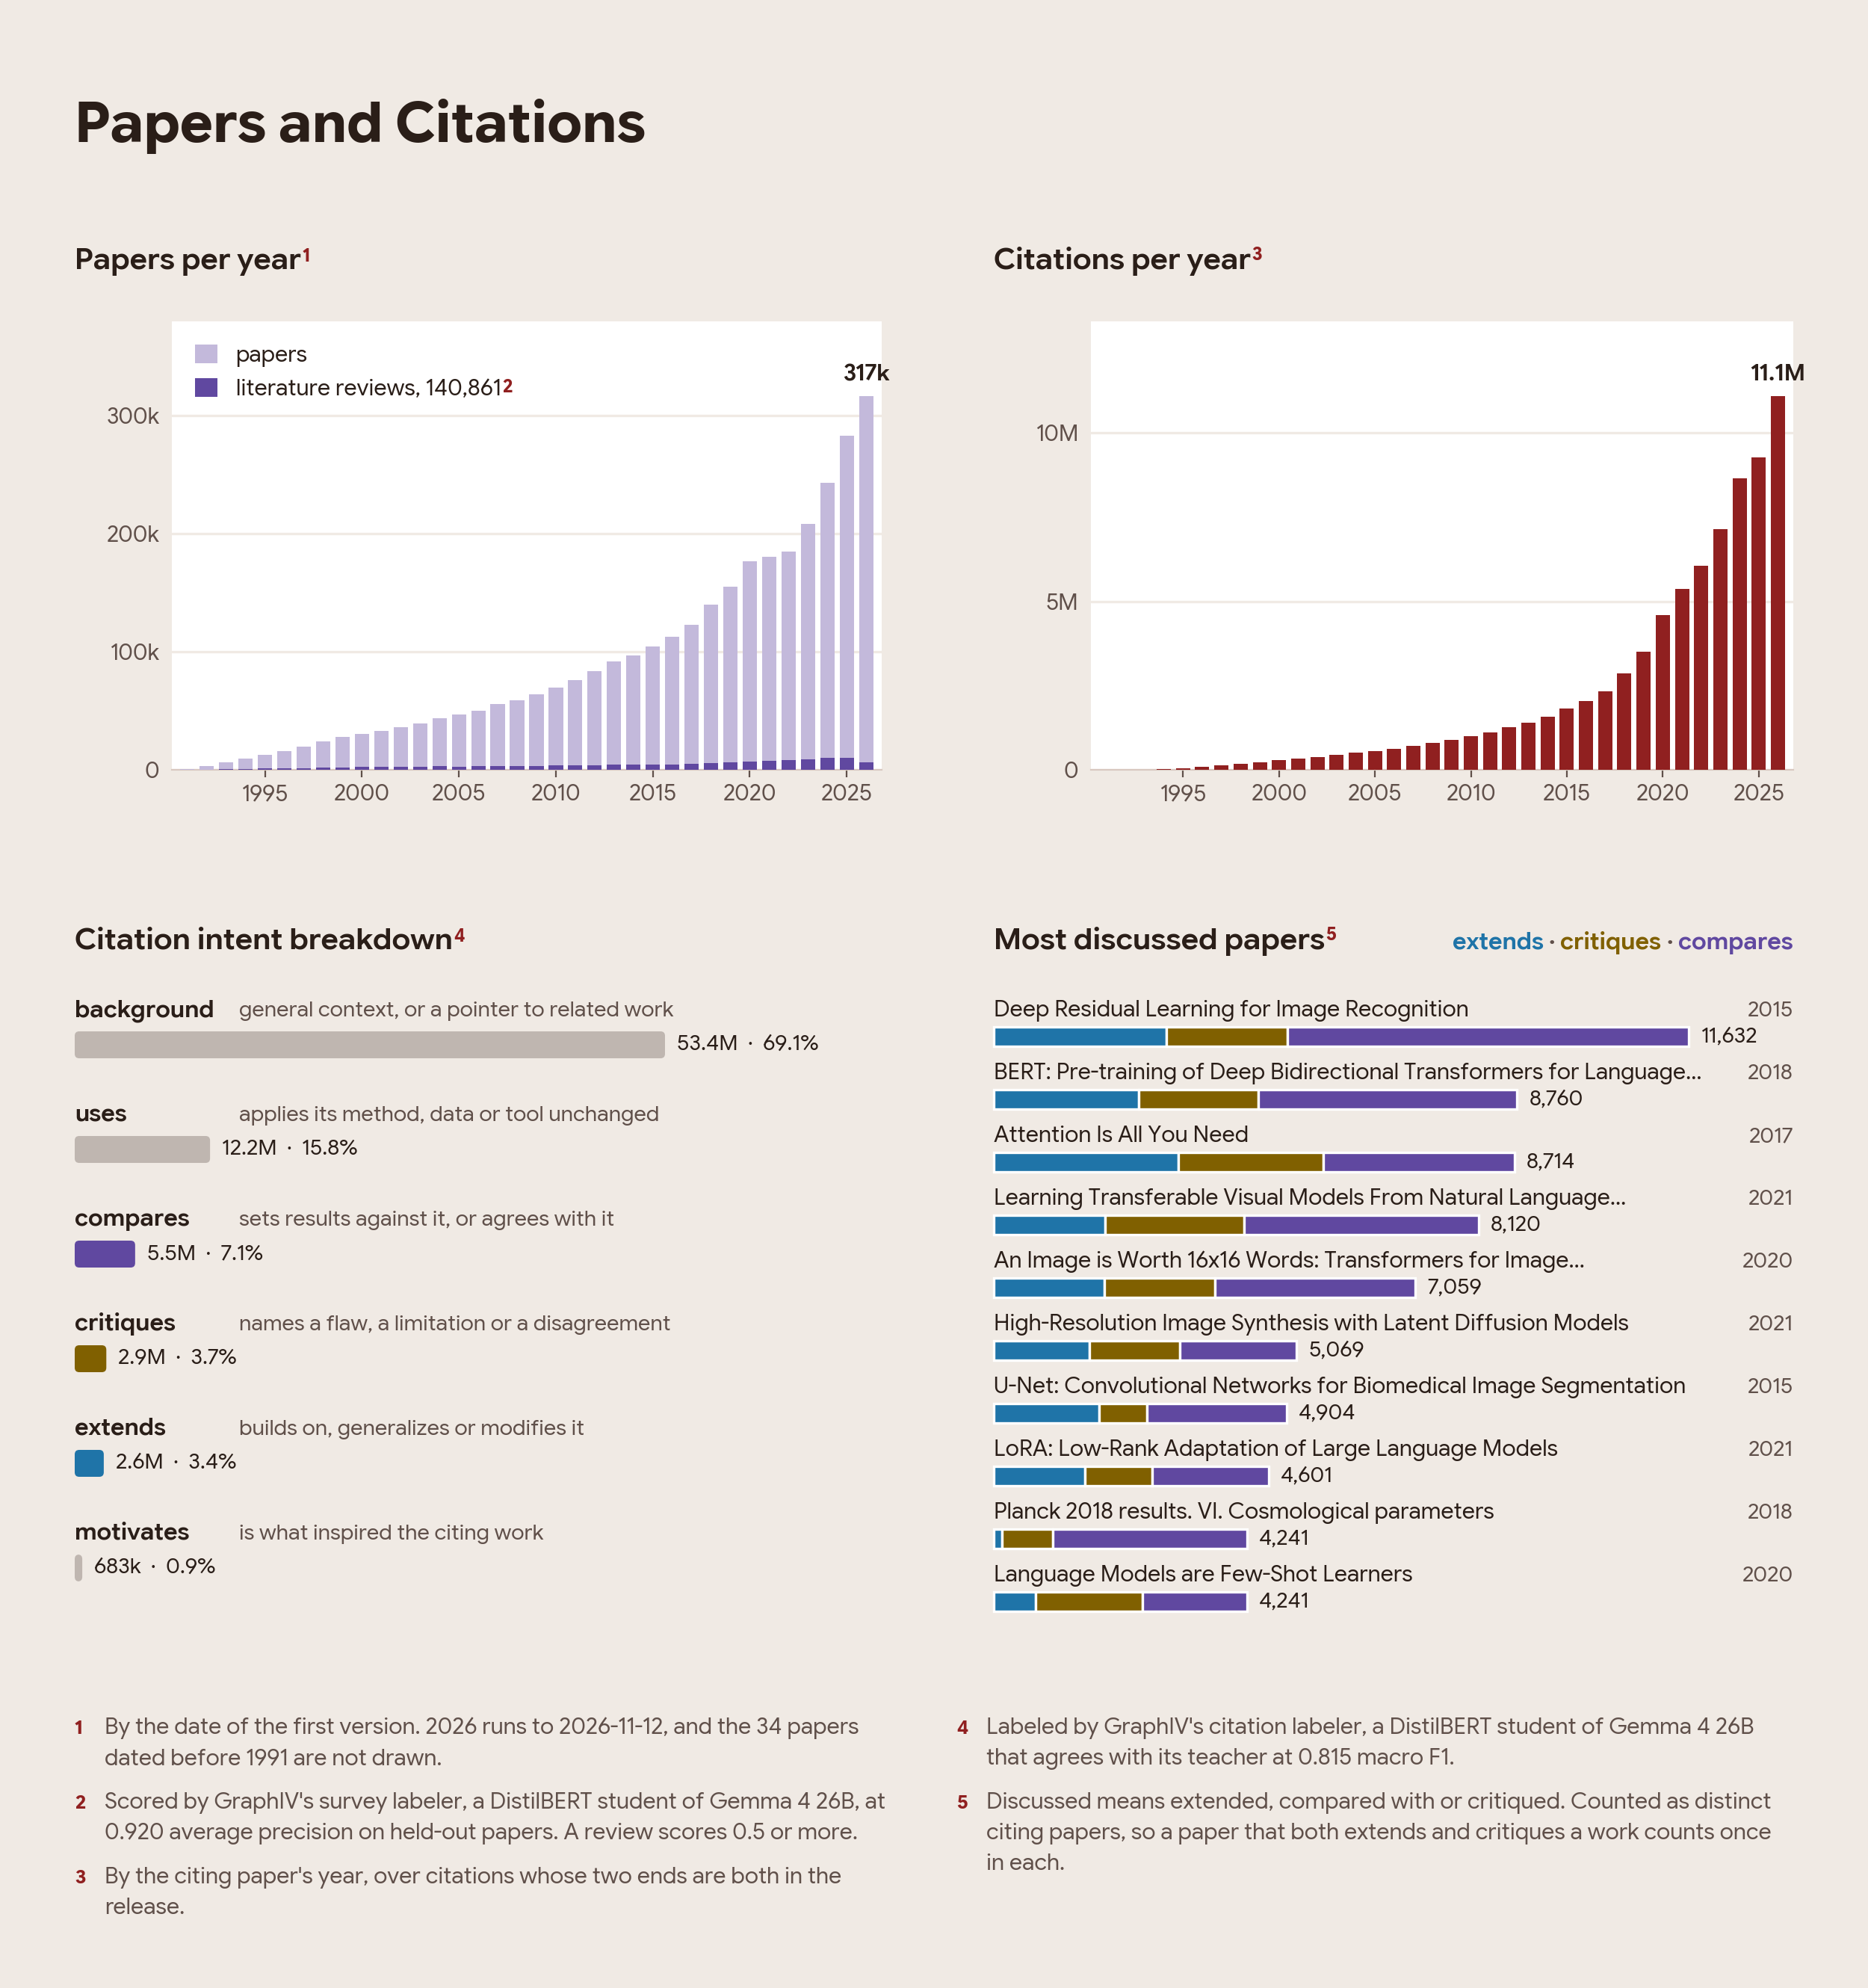 Papers and Citations
Papers per year1
papers
literature reviews, 140,8612
317k
300k
200k
100k
0
1995 2000 2005 2010 2015 2020 2025
Citations per year3
11.1M
10M
5M
0
1995 2000 2005 2010 2015 2020 2025
Citation intent breakdown4
background general context, or a pointer to related work
53.4M · 69.1%
uses applies its method, data or tool unchanged
12.2M · 15.8%
compares sets results against it, or agrees with it
5.5M · 7.1%
critiques names a flaw, a limitation or a disagreement
2.9M · 3.7%
extends builds on, generalizes or modifies it
2.6M · 3.4%
motivates is what inspired the citing work
683k · 0.9%
Most discussed papers5 extends · critiques · compares
Deep Residual Learning for Image Recognition 2015
11,632
BERT: Pre-training of Deep Bidirectional Transformers for Language... 2018
8,760
Attention Is All You Need 2017
8,714
Learning Transferable Visual Models From Natural Language... 2021
8,120
An Image is Worth 16x16 Words: Transformers for Image... 2020
7,059
High-Resolution Image Synthesis with Latent Diffusion Models 2021
5,069
U-Net: Convolutional Networks for Biomedical Image Segmentation 2015
4,904
LoRA: Low-Rank Adaptation of Large Language Models 2021
4,601
Planck 2018 results. VI. Cosmological parameters 2018
4,241
Language Models are Few-Shot Learners 2020
4,241
1 By the date of the first version. 2026 runs to 2026-11-12, and the 34 papers
dated before 1991 are not drawn.
2 Scored by GraphIV's survey labeler, a DistilBERT student of Gemma 4 26B, at
0.920 average precision on held-out papers. A review scores 0.5 or more.
3 By the citing paper's year, over citations whose two ends are both in the
release.
4 Labeled by GraphIV's citation labeler, a DistilBERT student of Gemma 4 26B
that agrees with its teacher at 0.815 macro F1.
5 Discussed means extended, compared with or critiqued. Counted as distinct
citing papers, so a paper that both extends and critiques a work counts once
in each.